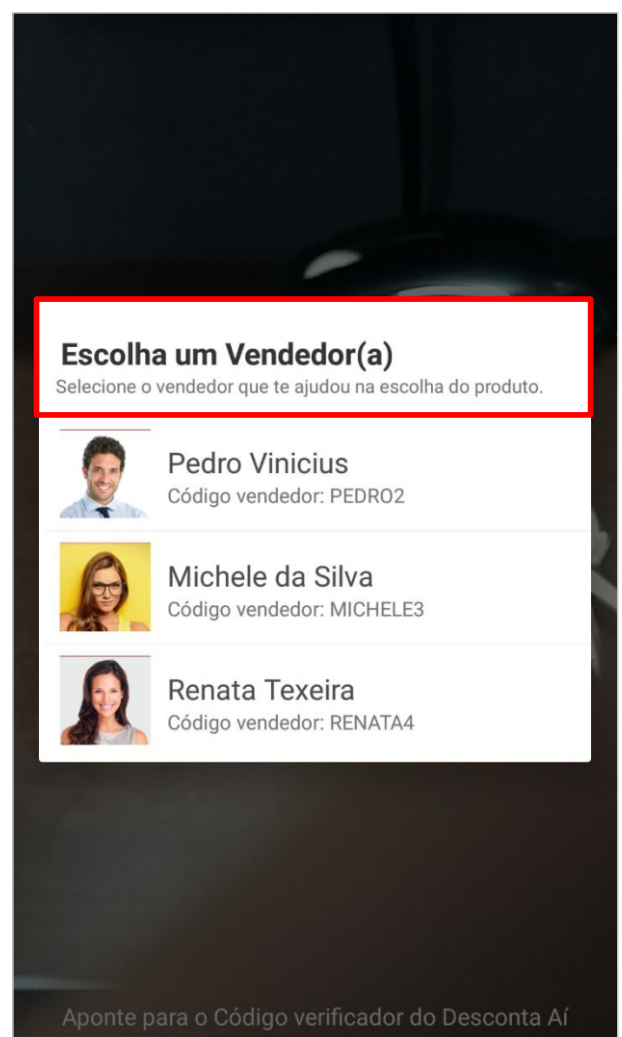 Escolha um Vendedor(a)
Selecione o vendedor que te ajudou na escolha do produto.
Pedro Vinicius
Código vendedor: PEDRO2
Michele da Silva
Código vendedor: MICHELE3
Renata Texeira
Código vendedor: RENATA4
Aponte para o Código verificador do Desconta Aí